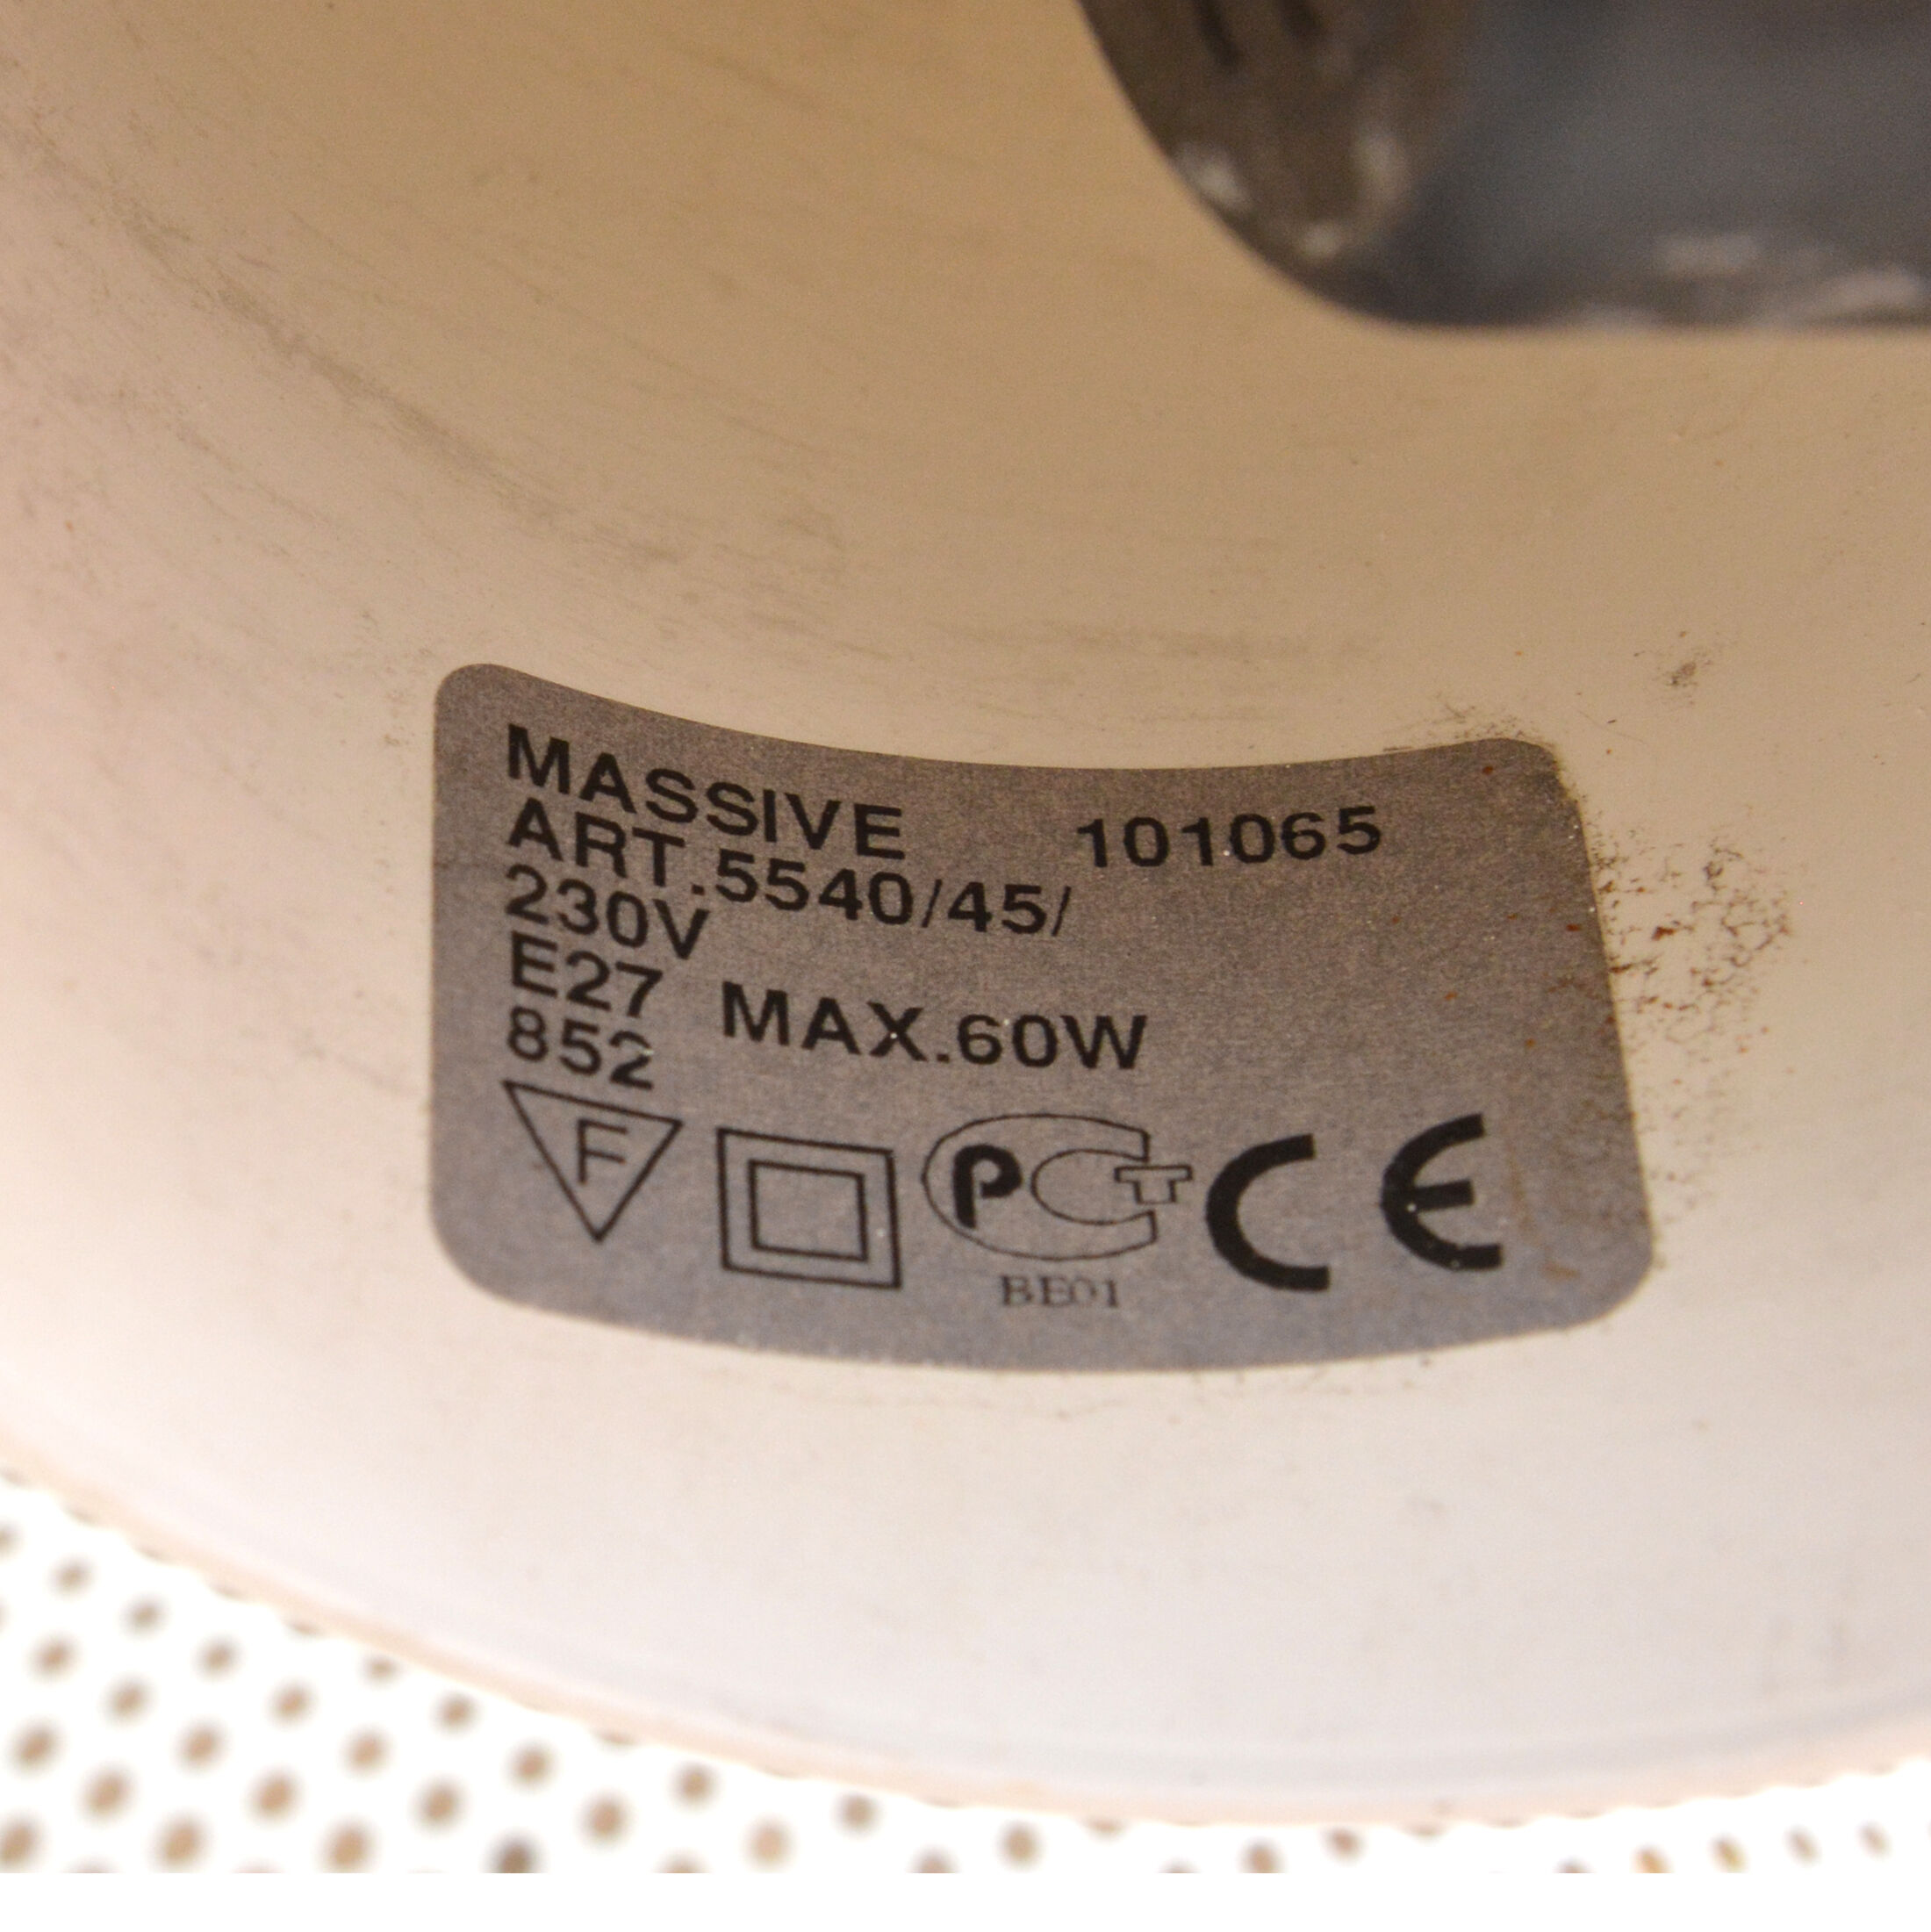 MASSIVE 101065
ART.5540/45/
230V
E27 MAX.60W
852
F PCT CE
BE01